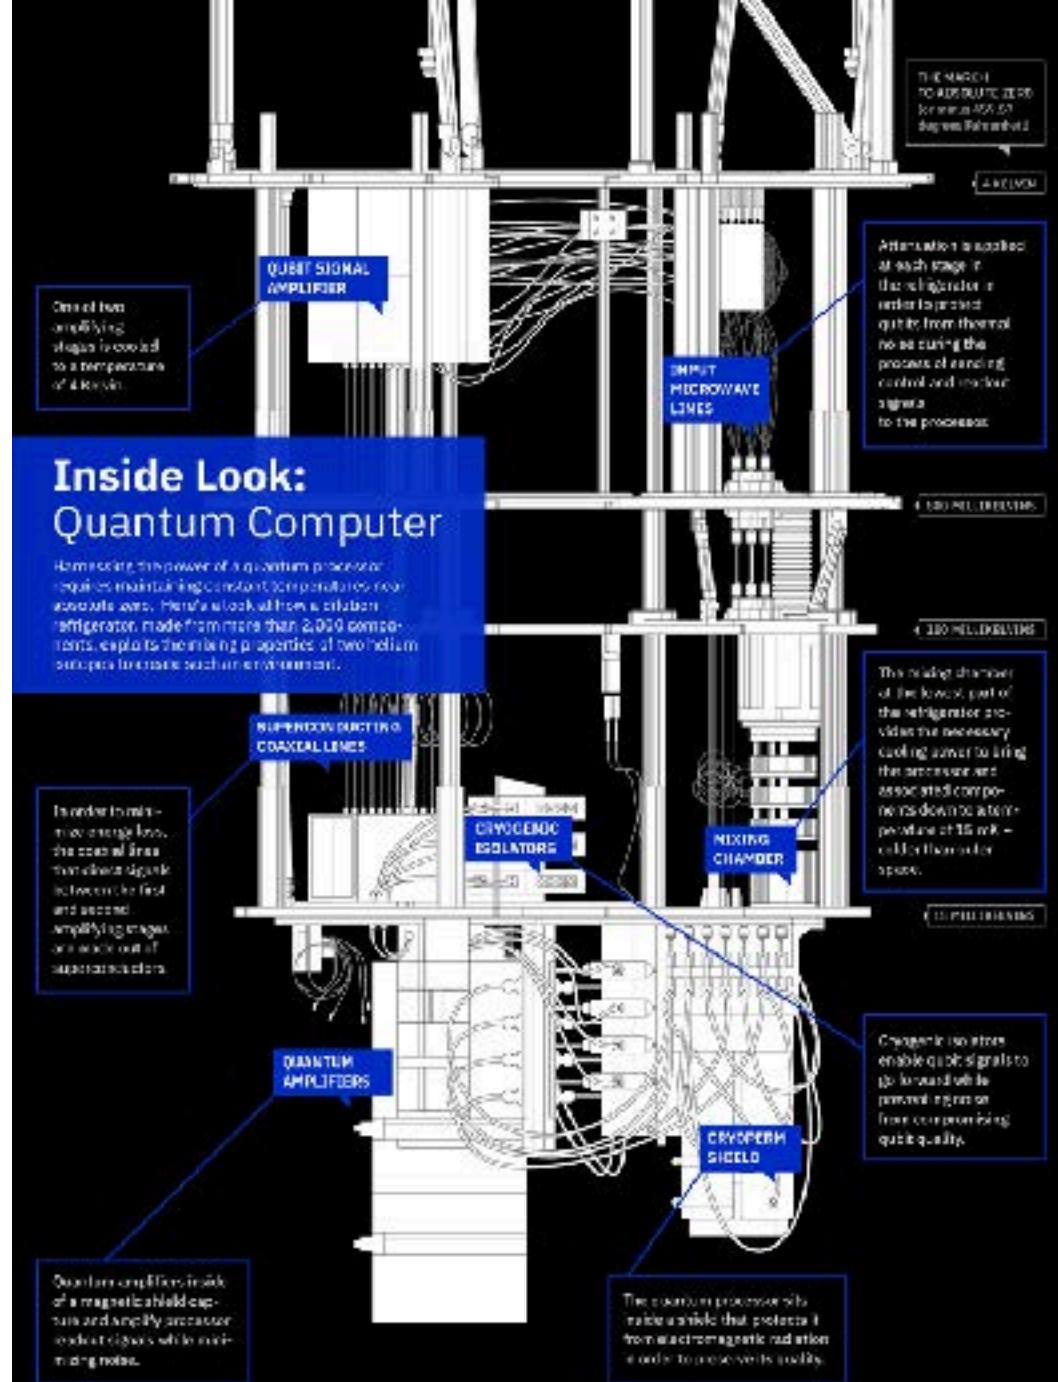 THE MARCH
TO ABSOLUTE ZERO
(or minus 459.67
degrees Fahrenheit)
4 KELVIN
QUBIT SIGNAL
AMPLIFIER
One of two
amplifying
stages is cooled
to a temperature
of 4 Kelvin.
INPUT
MICROWAVE
LINES
Attenuation is applied
at each stage in
the refrigerator in
order to protect
qubits from thermal
noise during the
process of sending
control and readout
signals
to the processor.
Inside Look:
Quantum Computer
Harnessing the power of a quantum processor
requires maintaining constant temperatures near
absolute zero. Here's a look at how a dilution
refrigerator, made from more than 2,000 compo-
nents, exploits the mixing properties of two helium
isotopes to create such an environment.
MILLIKELVINS
100 MILLIKELVINS
SUPERCONDUCTING
COAXIAL LINES
In order to mini-
mize energy loss,
the coaxial lines
that direct signals
between the first
and second
amplifying stages
are made out of
superconductors.
CRYOGENIC
ISOLATORS
MIXING
CHAMBER
The mixing chamber
at the lowest part of
the refrigerator pro-
vides the necessary
cooling power to bring
the processor and
associated compo-
nents down to a tem-
perature of 15 mK —
colder than outer
space.
15 MILLIKELVINS
QUANTUM
AMPLIFIERS
Cryogenic isolators
enable qubit signals to
go forward while
preventing noise
from compromising
qubit quality.
CRYOPERM
SHIELD
Quantum amplifiers inside
of a magnetic shield cap-
ture and amplify processor
readout signals while mini-
mizing noise.
The quantum processor sits
inside a shield that protects it
from electromagnetic radiation
in order to preserve its quality.